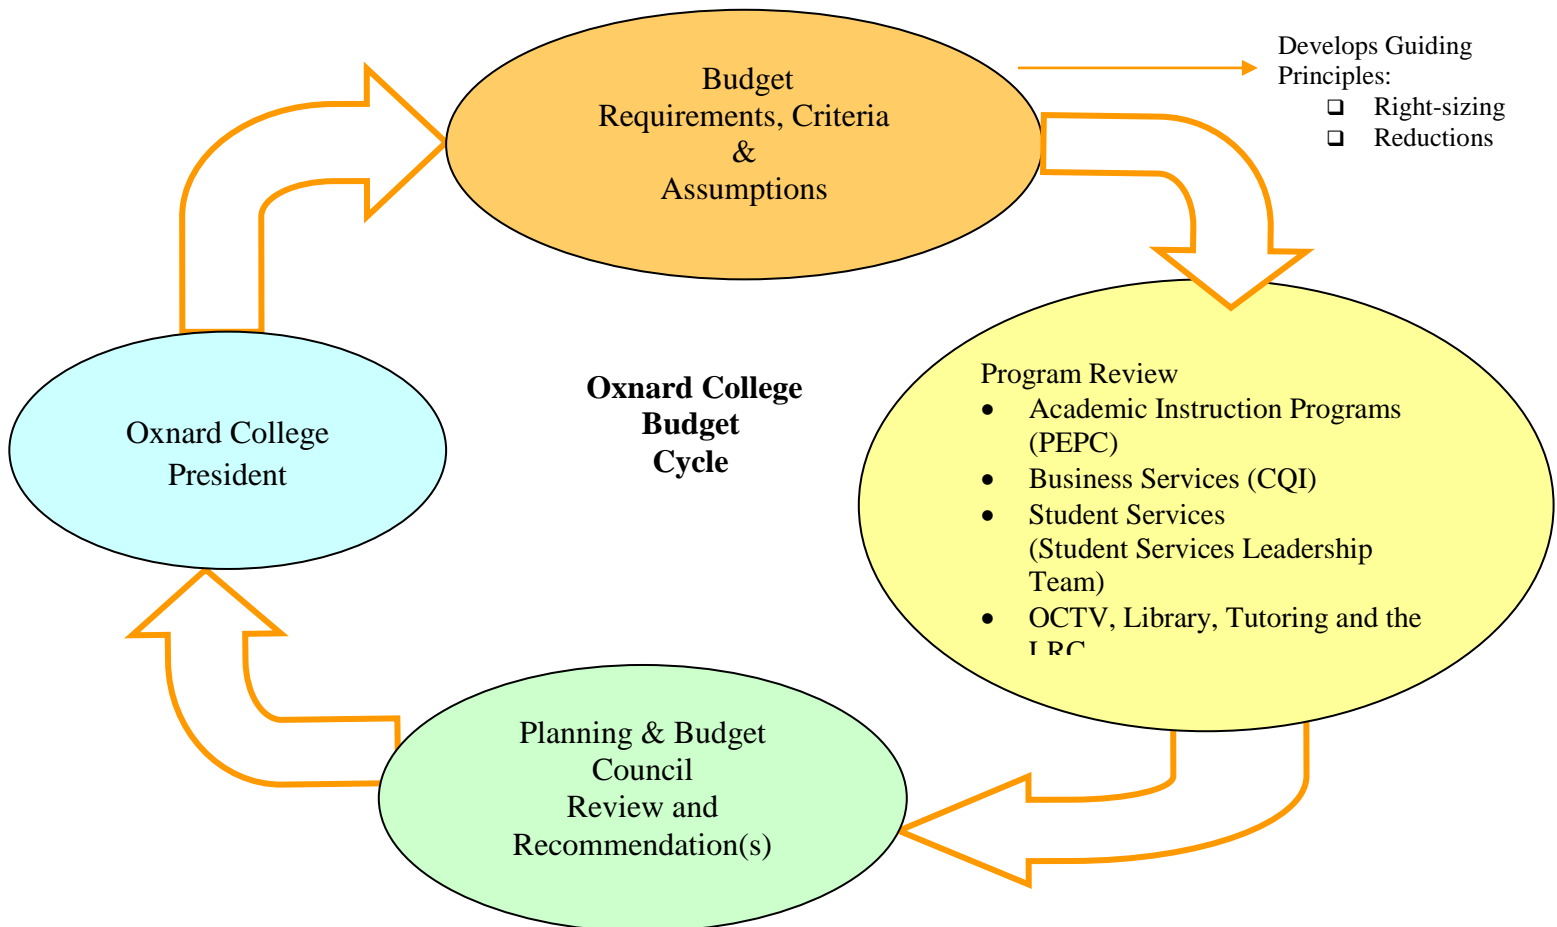 Budget
Requirements, Criteria
&
Assumptions
Develops Guiding
Principles:
❑ Right-sizing
❑ Reductions
Program Review
• Academic Instruction Programs
(PEPC)
• Business Services (CQI)
• Student Services
(Student Services Leadership
Team)
• OCTV, Library, Tutoring and the
LRC
Planning & Budget
Council
Review and
Recommendation(s)
Oxnard College
President
Oxnard College
Budget
Cycle